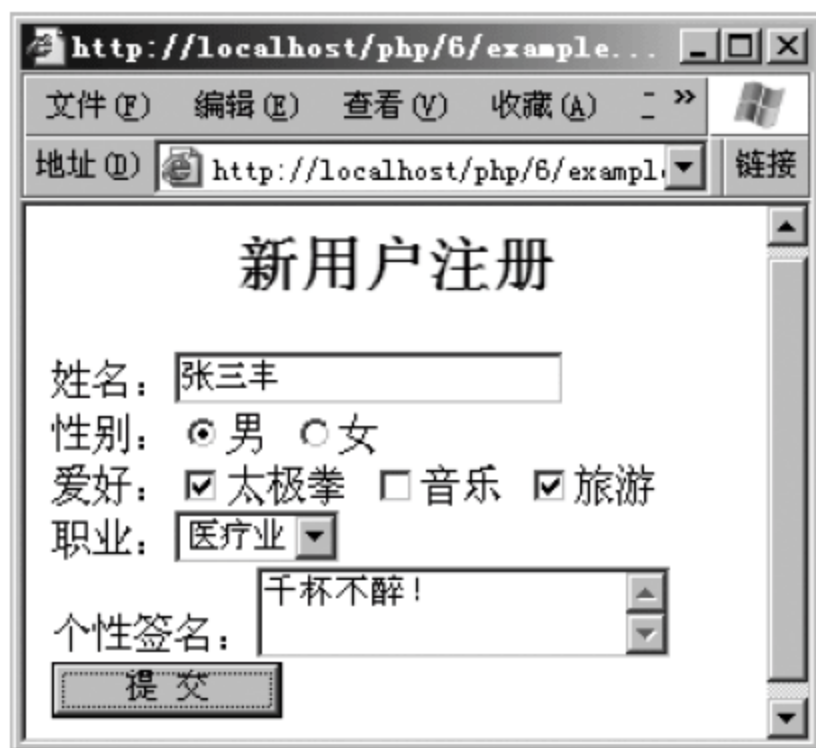 http://localhost/php/6/example...
文件(F) 编辑(E) 查看(V) 收藏(A) »
地址(D) http://localhost/php/6/exampl 链接
新用户注册
姓名：张三丰
性别：男 女
爱好：太极拳 音乐 旅游
职业：医疗业
千杯不醉！
个性签名：
提 交